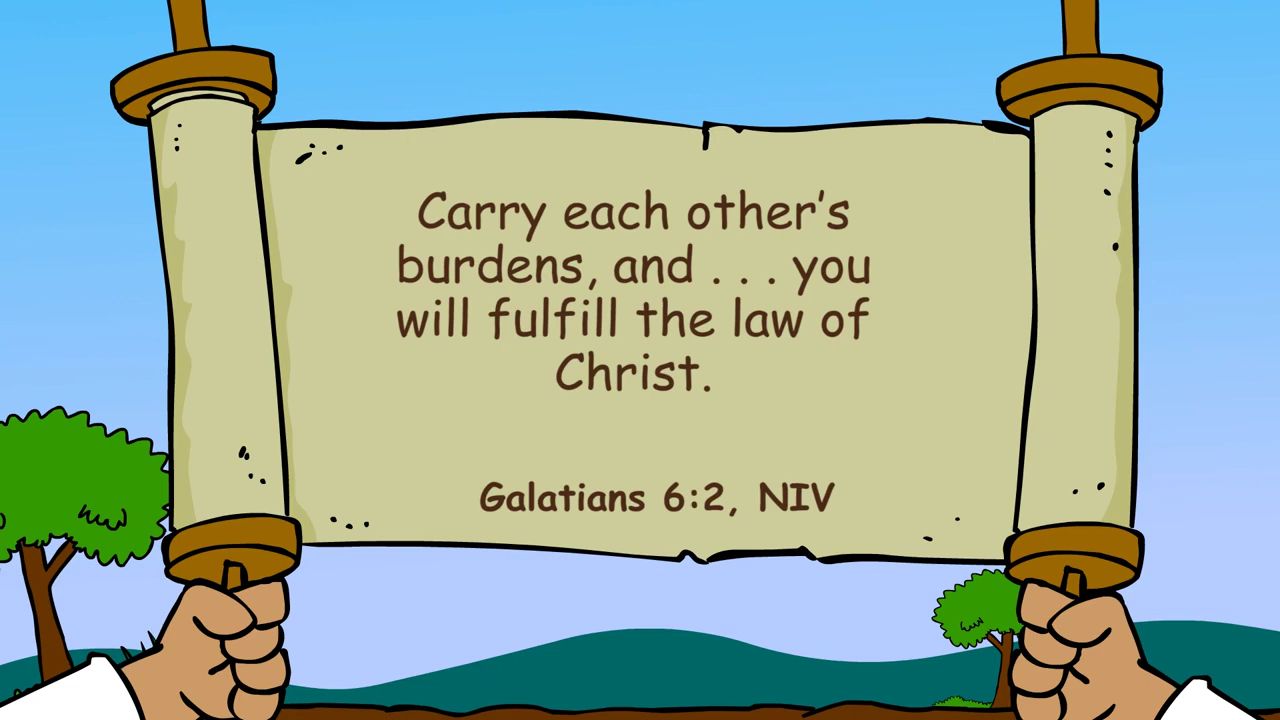 Carry each other’s
burdens, and . . . you
will fulfill the law of
Christ.
Galatians 6:2, NIV